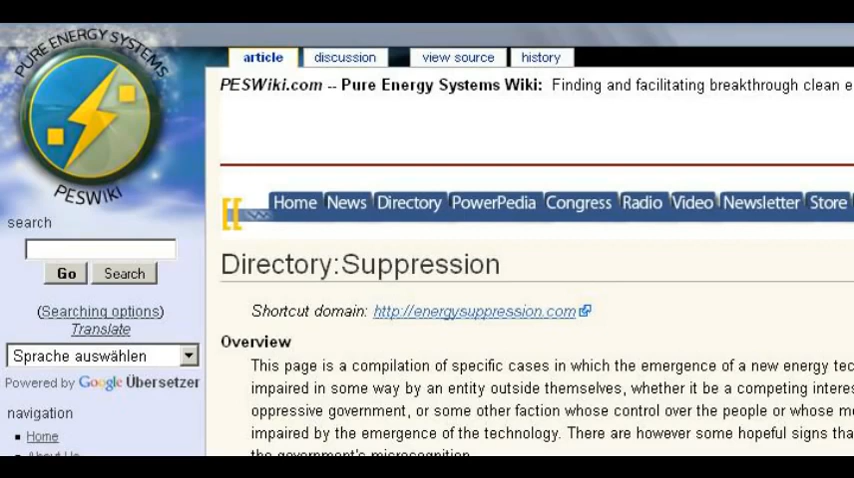 PURE ENERGY SYSTEMS
PESWIKI
article discussion view source history
PESWiki.com -- Pure Energy Systems Wiki: Finding and facilitating breakthrough clean e
Home News Directory PowerPedia Congress Radio Video Newsletter Store
search
Go Search
(Searching options)
Translate
Sprache auswählen
Powered by Google Übersetzer
navigation
Home
About Us
Directory:Suppression
Shortcut domain: http://energysuppression.com
Overview
This page is a compilation of specific cases in which the emergence of a new energy tec
impaired in some way by an entity outside themselves, whether it be a competing interes
oppressive government, or some other faction whose control over the people or whose m
impaired by the emergence of the technology. There are however some hopeful signs tha
the government's